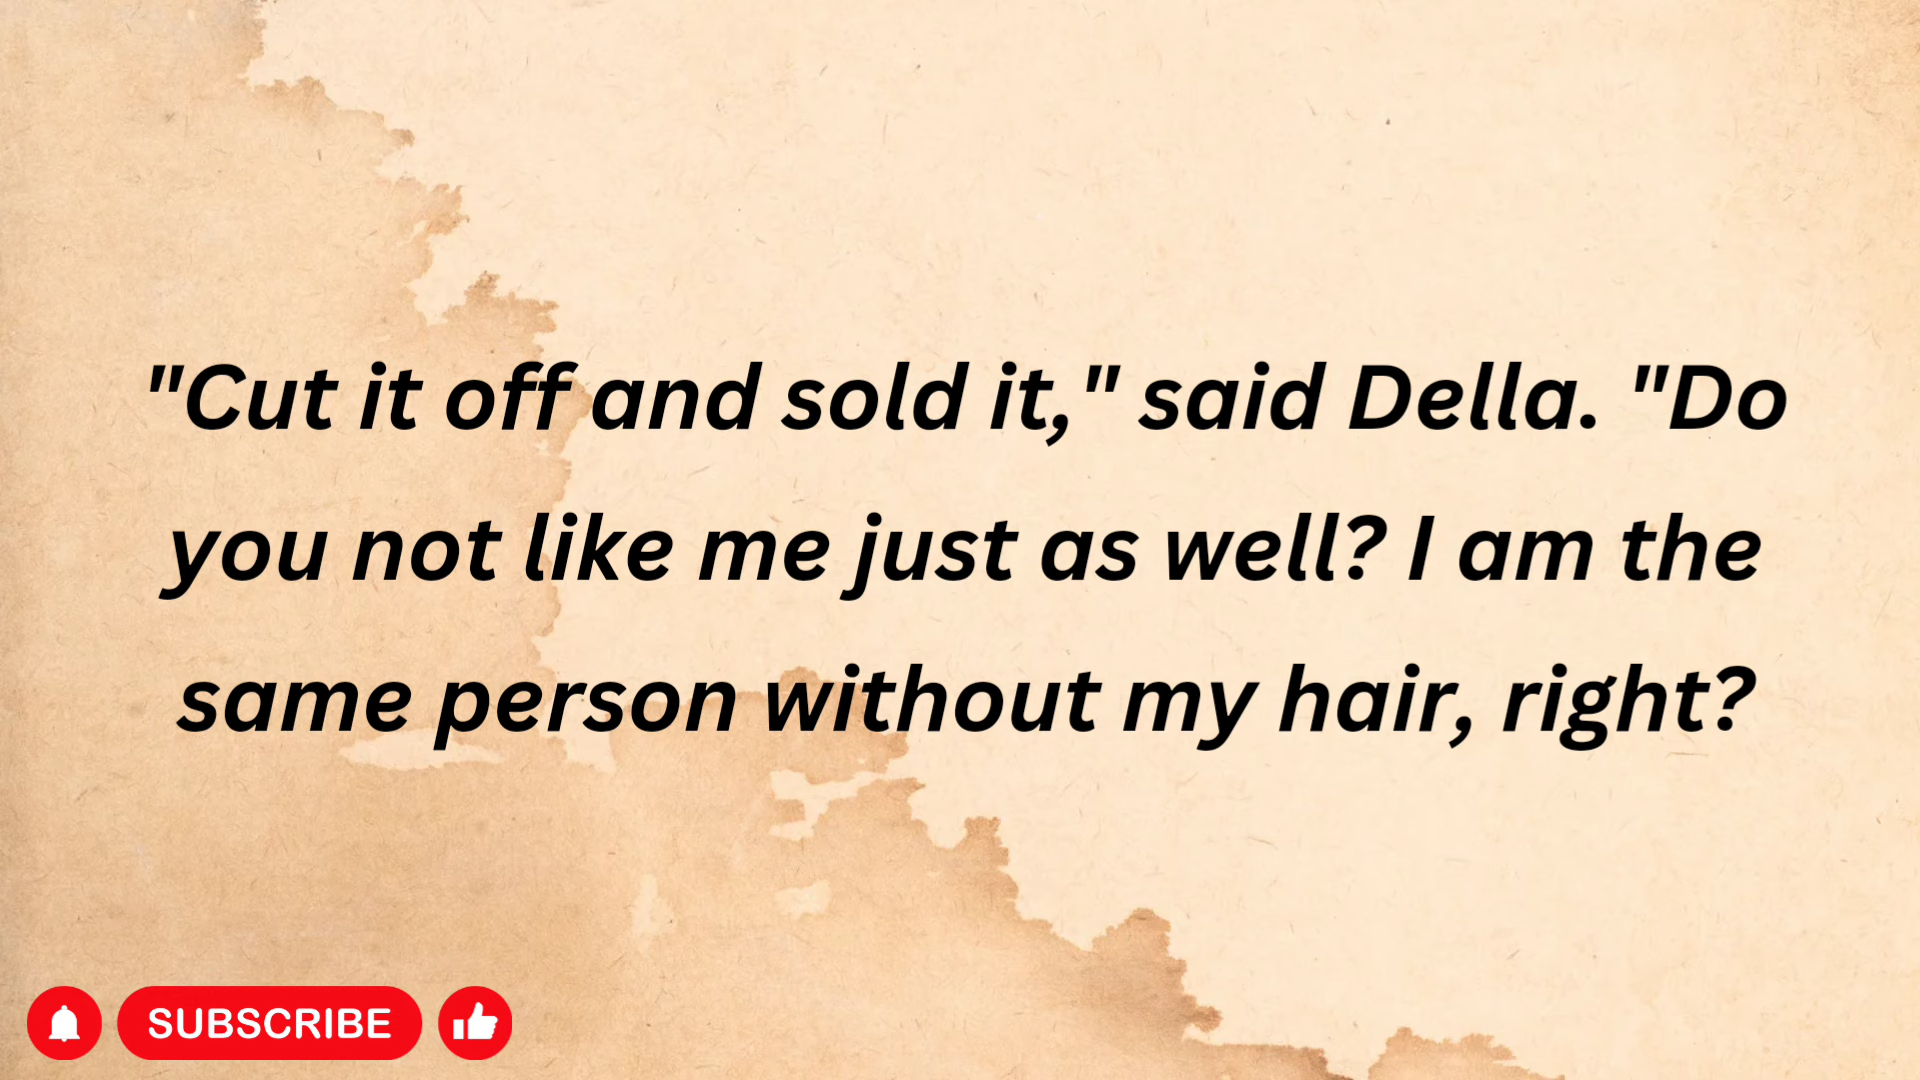 "Cut it off and sold it," said Della. "Do
you not like me just as well? I am the
same person without my hair, right?
SUBSCRIBE